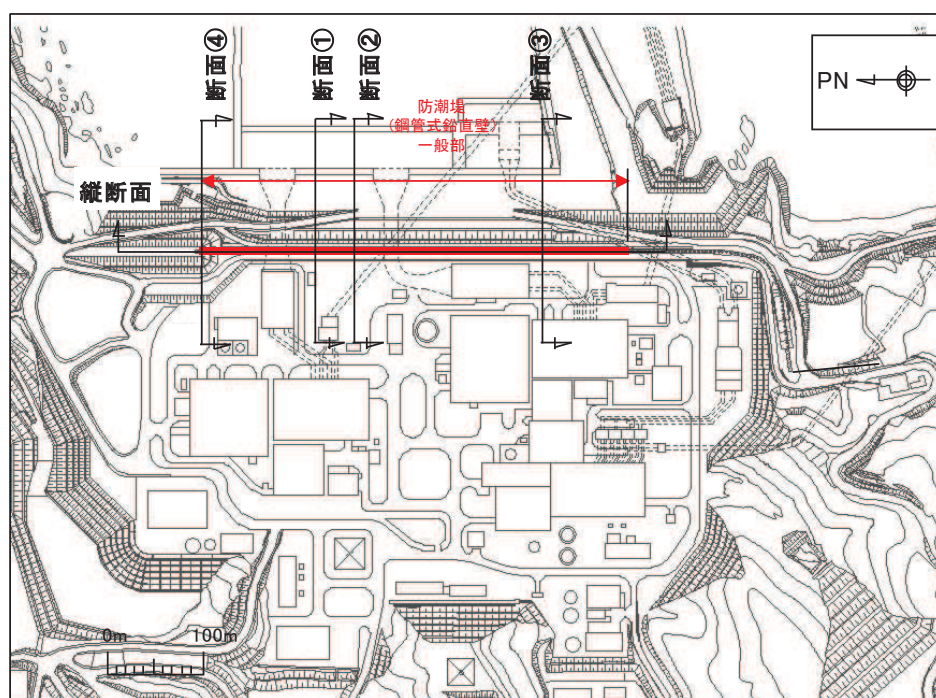 断面④
断面①
断面②
断面③
PN
防潮堤
(鋼管式鉛直壁)
一般部
縦断面
0m 100m